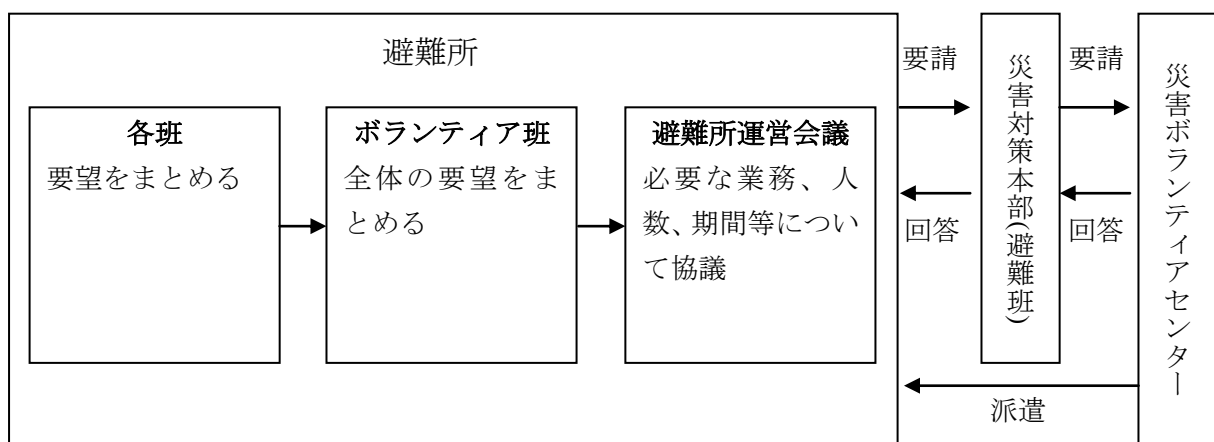 避難所
各班
要望をまとめる
ボランティア班
全体の要望をま
とめる
避難所運営会議
必要な業務、人
数、期間等につい
て協議
要請
回答
災害対策本部(避難班)
要請
回答
災害ボランティアセンター
派遣